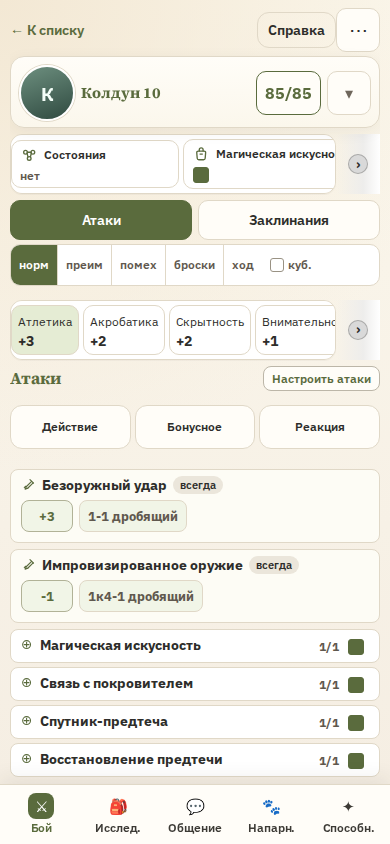 ← К списку
Справка
···
К
Колдун 10
85/85
▼
Состояния
нет
Магическая искусно
›
Атаки
Заклинания
норм преим помех броски ход куб.
Атлетика
+3
Акробатика
+2
Скрытность
+2
Внимательно
+1
›
Атаки
Настроить атаки
Действие
Бонусное
Реакция
Безоружный удар всегда
+3 1-1 дробящий
Импровизированное оружие всегда
-1 1к4-1 дробящий
Магическая искусность 1/1
Связь с покровителем 1/1
Спутник-предтеча 1/1
Восстановление предтечи 1/1
Бой Исслед. Общение Напарн. Способн.